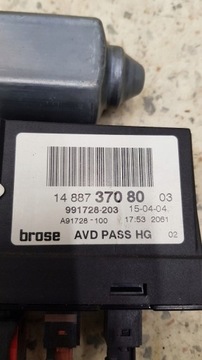 14 887 370 80 03
991728-203 15-04-04.
A91728-100 17:53 2061
brose AVD PASS HG 02